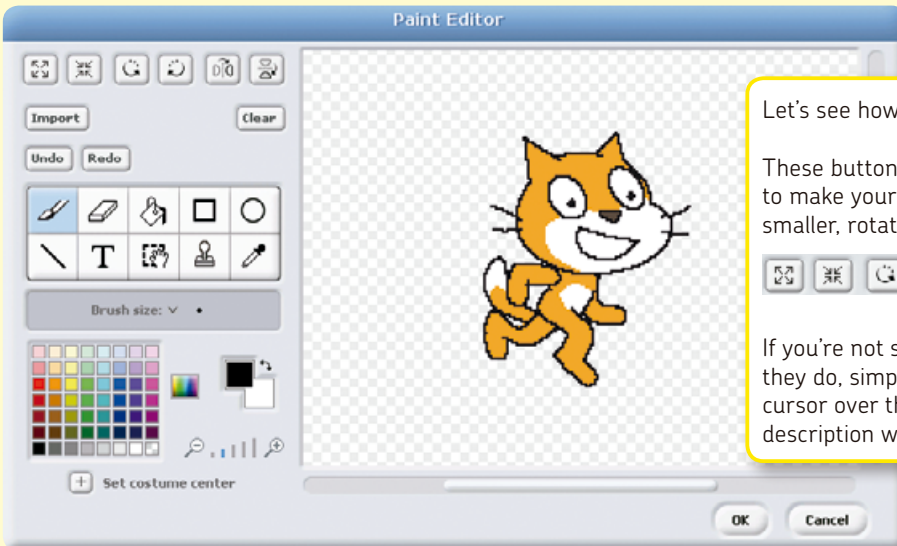 Paint Editor
Import
Clear
Undo
Redo
T
Brush size:
Set costume center
OK
Cancel
Let's see how
These button
to make your
smaller, rotat
If you're not s
they do, simp
cursor over th
description w